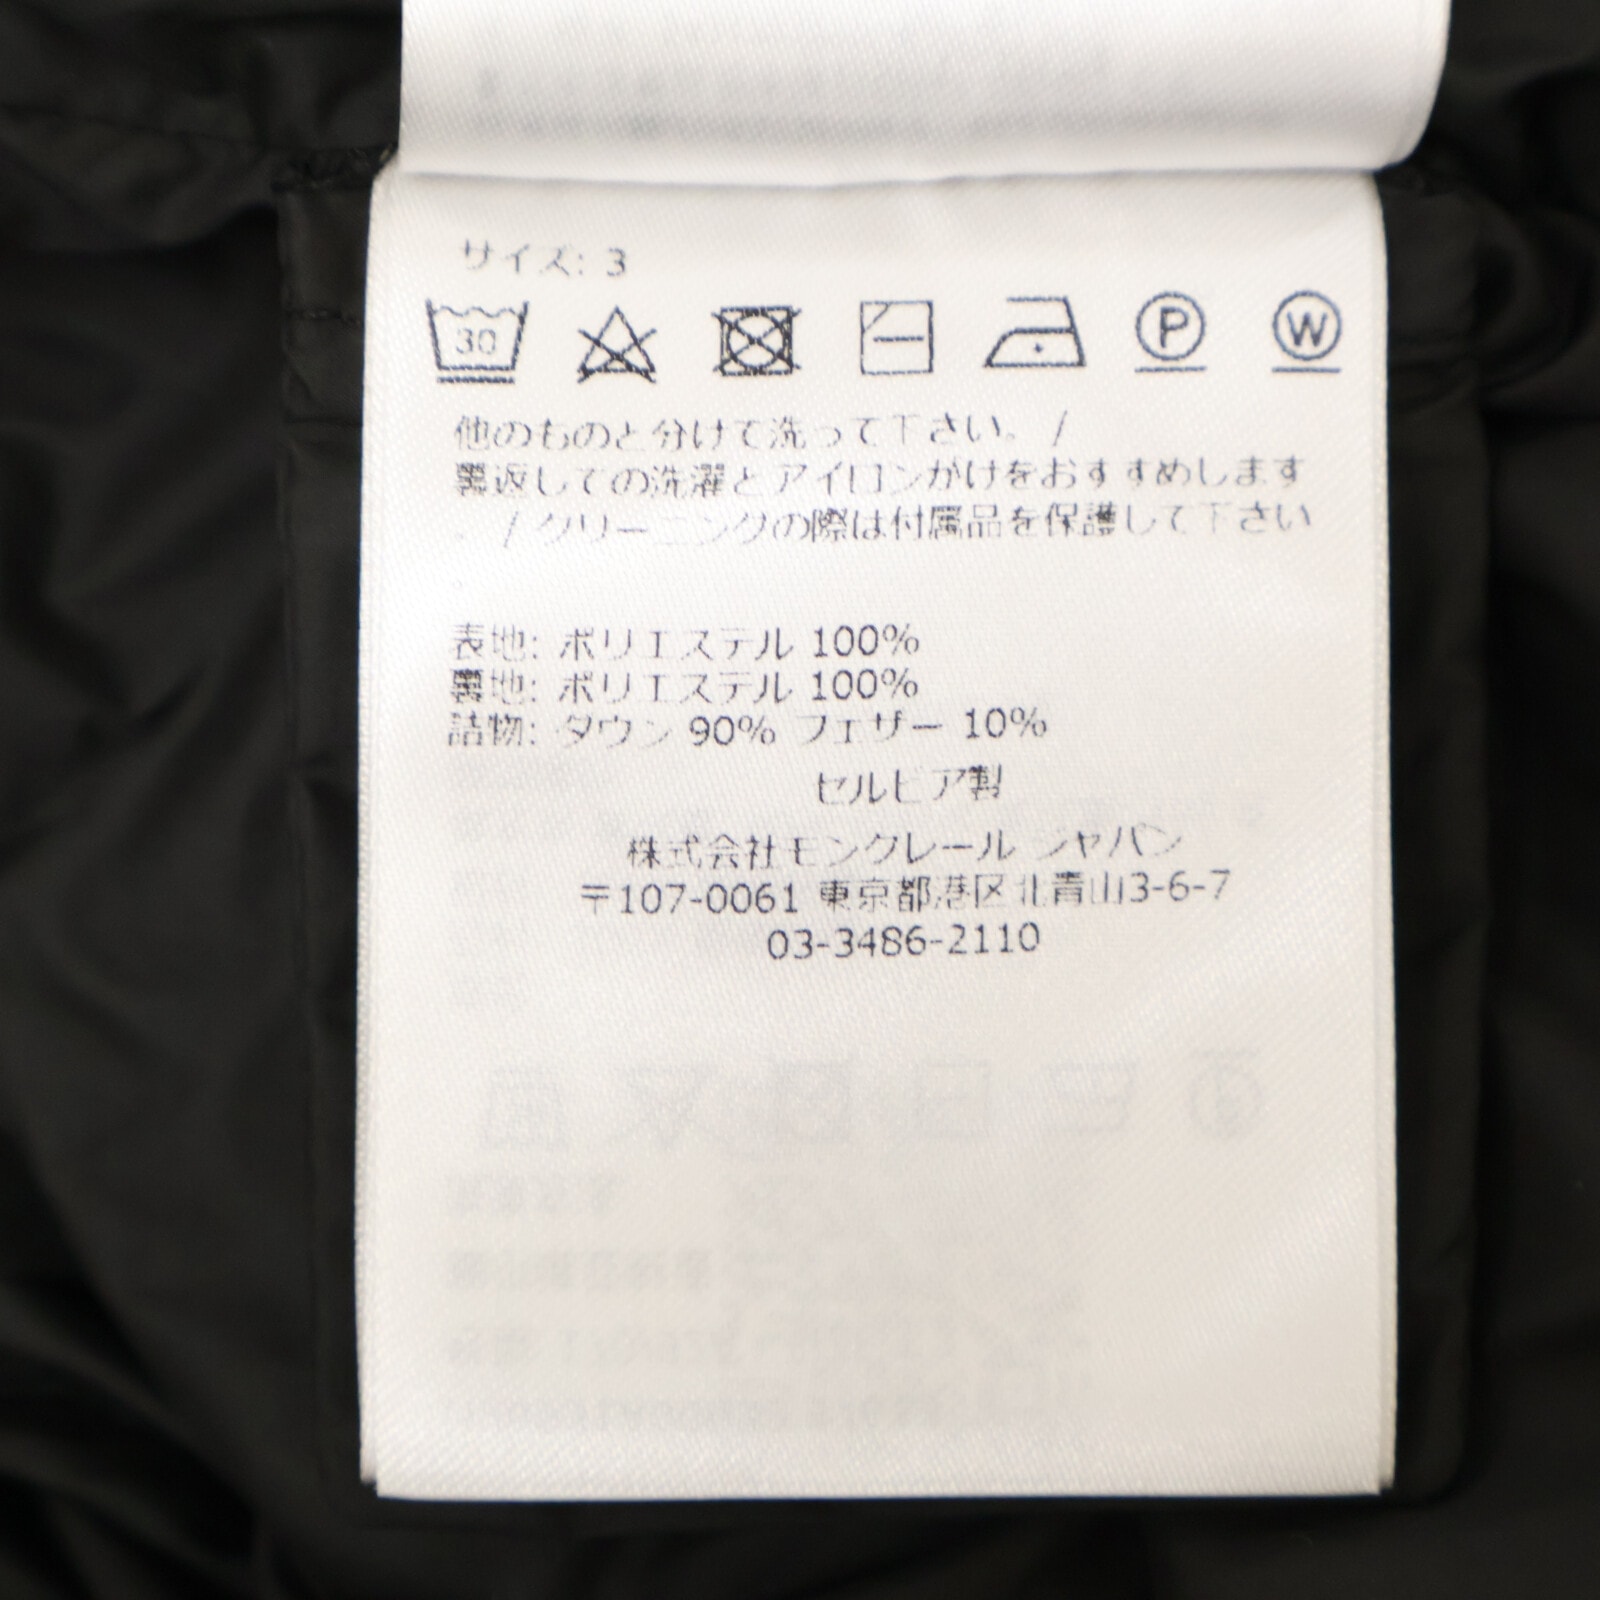 サイズ: 3
30 P W
他のものと分けて洗って下さい。/
裏返しての洗濯とアイロンがけをおすすめします
。 /クリーニングの際は付属品を保護して下さい
。
表地: ポリエステル 100%
裏地: ポリエステル 100%
詰物: ダウン 90% フェザー 10%
セルビア製
株式会社モンクレール ジャパン
〒107-0061 東京都港区北青山3-6-7
03-3486-2110